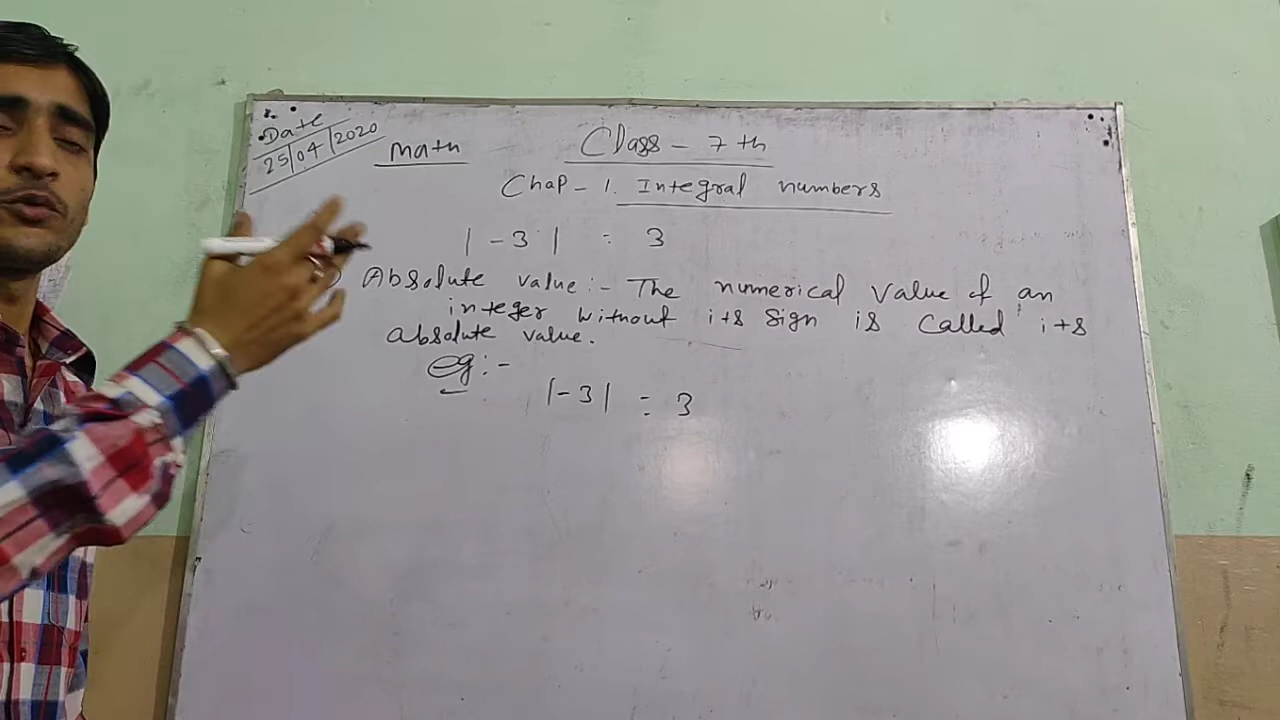 Date
25/04/2020
Math
Class - 7th
Chap - 1. Integral numbers
|-3| = 3
Absolute value :- The numerical value of an
integer without its sign is called its
absolute value.
eg :-
|-3| = 3